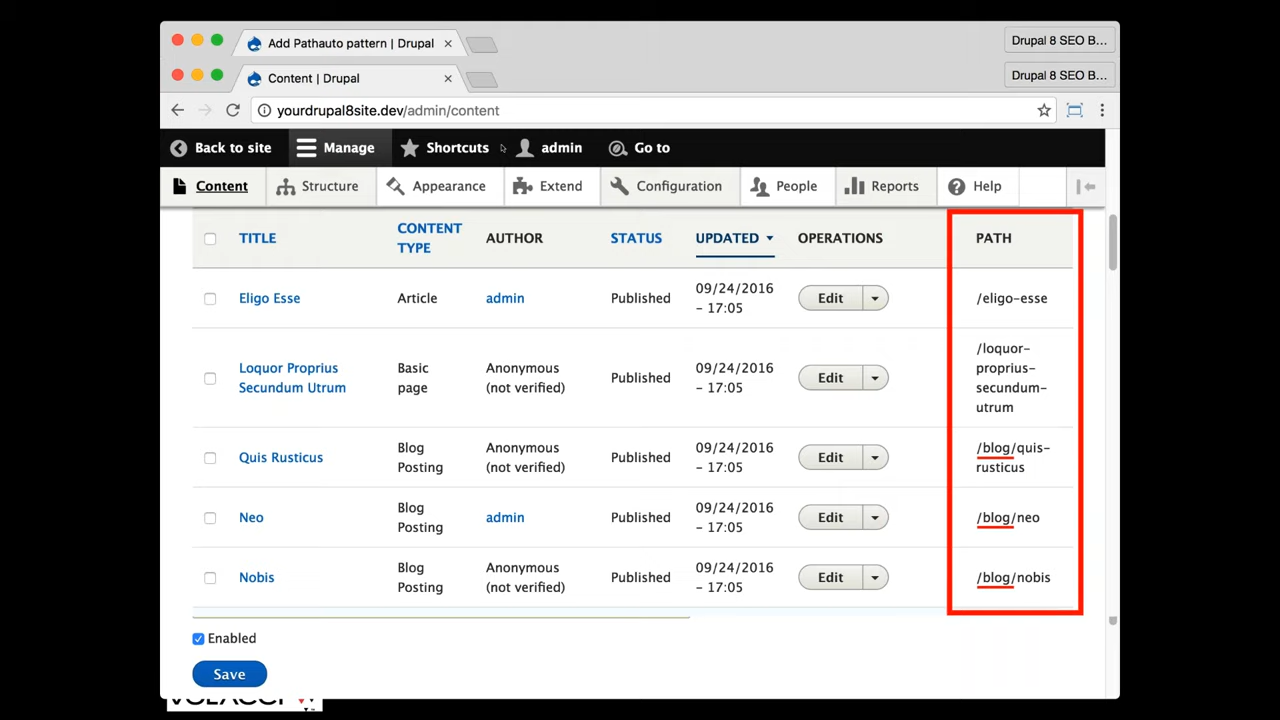 Add Pathauto pattern | Drupal
Drupal 8 SEO B...
Content | Drupal
Drupal 8 SEO B...
yourdrupal8site.dev/admin/content
Back to site Manage Shortcuts admin Go to
Content Structure Appearance Extend Configuration People Reports Help
TITLE CONTENT TYPE AUTHOR STATUS UPDATED OPERATIONS PATH
Eligo Esse Article admin Published 09/24/2016 - 17:05 Edit /eligo-esse
Loquor Proprius Secundum Utrum Basic page Anonymous (not verified) Published 09/24/2016 - 17:05 Edit /loquor-proprius-secundum-utrum
Quis Rusticus Blog Posting Anonymous (not verified) Published 09/24/2016 - 17:05 Edit /blog/quis-rusticus
Neo Blog Posting admin Published 09/24/2016 - 17:05 Edit /blog/neo
Nobis Blog Posting Anonymous (not verified) Published 09/24/2016 - 17:05 Edit /blog/nobis
Enabled
Save